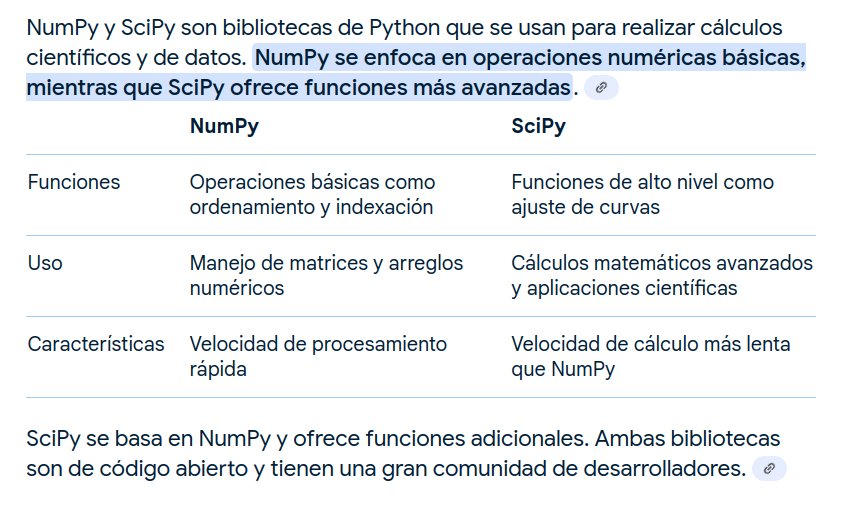 NumPy y SciPy son bibliotecas de Python que se usan para realizar cálculos
científicos y de datos. NumPy se enfoca en operaciones numéricas básicas,
mientras que SciPy ofrece funciones más avanzadas.
NumPy SciPy
Funciones Operaciones básicas como Funciones de alto nivel como
ordenamiento y indexación ajuste de curvas
Uso Manejo de matrices y arreglos Cálculos matemáticos avanzados
numéricos y aplicaciones científicas
Características Velocidad de procesamiento Velocidad de cálculo más lenta
rápida que NumPy
SciPy se basa en NumPy y ofrece funciones adicionales. Ambas bibliotecas
son de código abierto y tienen una gran comunidad de desarrolladores.